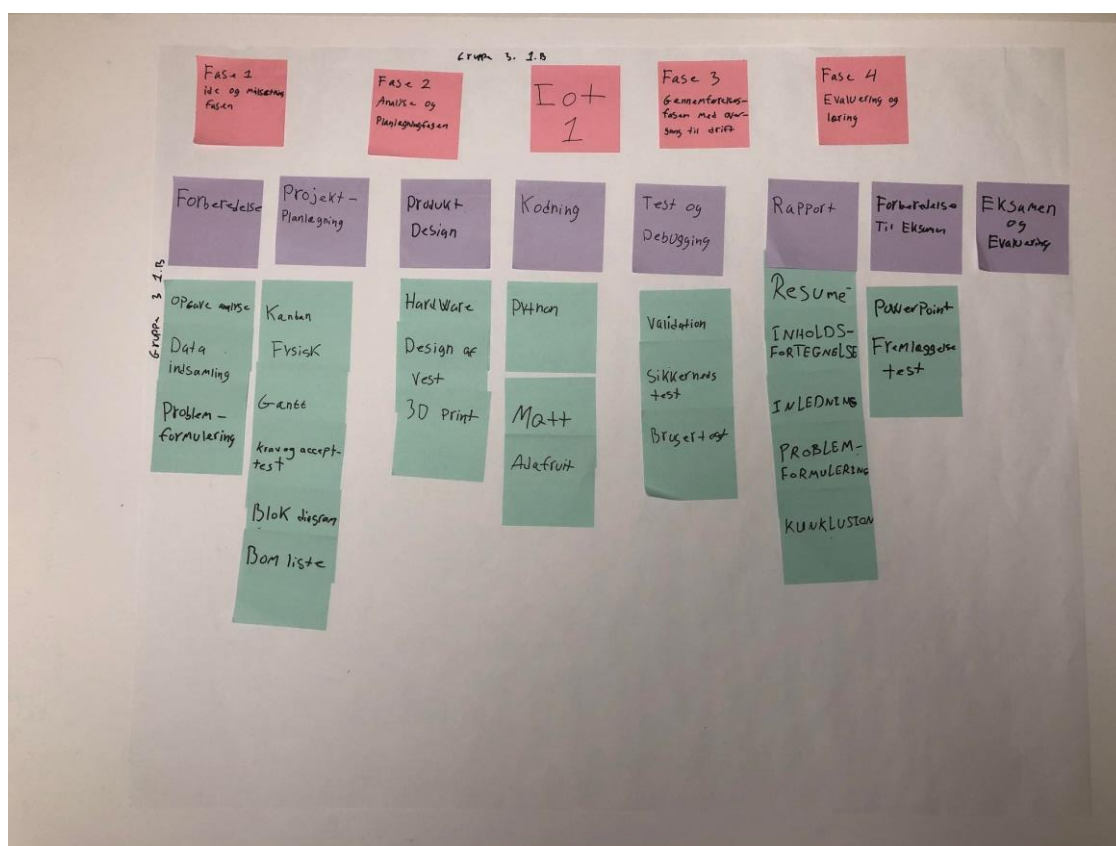 Gruppe 3. 1.B
Fase 1
ide og målsætnings
fasen
Fase 2
Analyse og
Planlægningfasen
Iot
1
Fase 3
Gennemførelses-
fasen med over-
gang til drift
Fase 4
Evaluering og
læring
Forberedelse
Projekt-
Planlægning
Produkt
Design
Kodning
Test og
Debugging
Rapport
Forberedelse
Til Eksamen
Eksamen
og
Evaluering
Gruppe 3 1.B
Opgave
Data
indsamling
Problem-
formulering
Kanban
Fysisk
Gantt
krav og accept-
test
Blok diagram
Bom liste
Hardware
Design af
Vest
3D Print
Python
Matt
Adafruit
Validation
Sikkerheds
test
Brugertest
Resume
INHOLDS-
FORTEGNELSE
INLEDNING
PROBLEM-
FORMULERING
KUNKLUSION
PowerPoint
Fremlæggelse
test